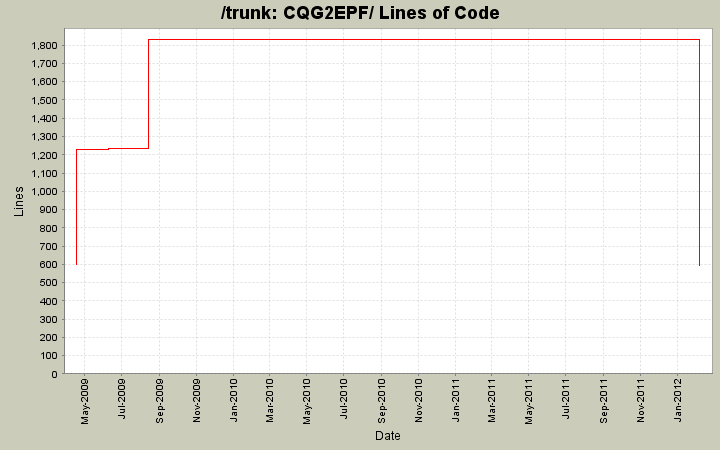 /trunk: CQG2EPF/ Lines of Code
1,800
1,700
1,600
1,500
1,400
1,300
1,200
1,100
1,000
900
800
700
600
500
400
300
200
100
0
Lines
May-2009
Jul-2009
Sep-2009
Nov-2009
Jan-2010
Mar-2010
May-2010
Jul-2010
Sep-2010
Nov-2010
Jan-2011
Mar-2011
May-2011
Jul-2011
Sep-2011
Nov-2011
Jan-2012
Date